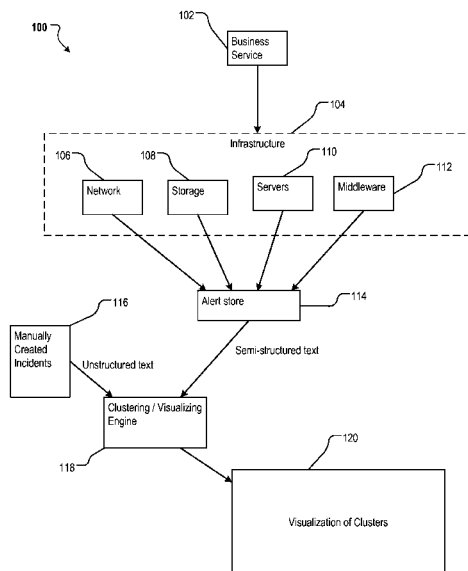 100
102
Business
Service
104
Infrastructure
106
108
110
112
Network
Storage
Servers
Middleware
Alert store
114
116
Manually
Created
Incidents
Unstructured text
Semi-structured text
Clustering / Visualizing
Engine
118
120
Visualization of Clusters